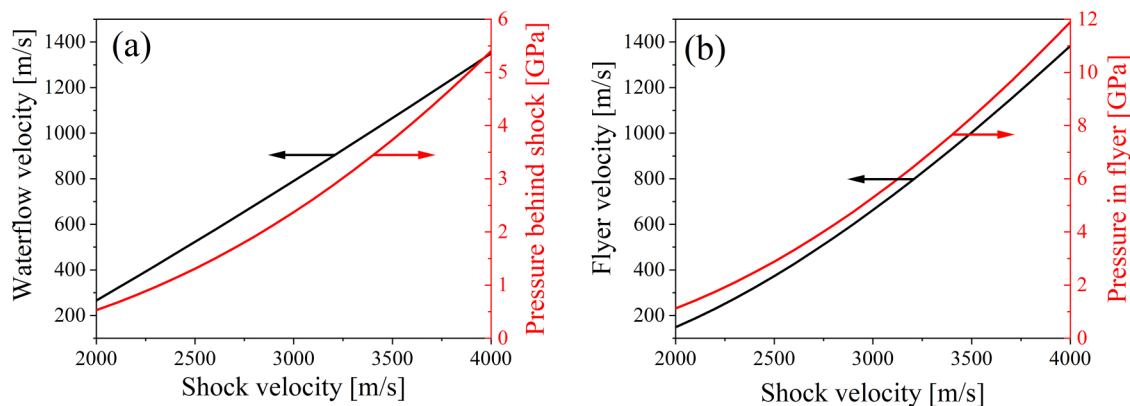 (a)
Waterflow velocity [m/s]
1400
1200
1000
800
600
400
200
6
5
4
3
2
1
0
Pressure behind shock [GPa]
2000 2500 3000 3500 4000
Shock velocity [m/s]
(b)
Flyer velocity [m/s]
1400
1200
1000
800
600
400
200
12
10
8
6
4
2
0
Pressure in flyer [GPa]
2000 2500 3000 3500 4000
Shock velocity [m/s]